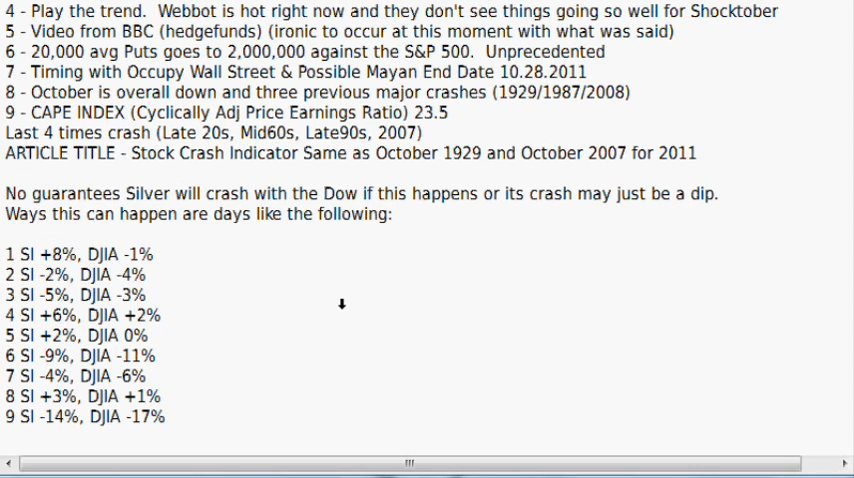 4 - Play the trend.  Webbot is hot right now and they don't see things going so well for Shocktober
5 - Video from BBC (hedgefunds) (ironic to occur at this moment with what was said)
6 - 20,000 avg Puts goes to 2,000,000 against the S&P 500.  Unprecedented
7 - Timing with Occupy Wall Street & Possible Mayan End Date 10.28.2011
8 - October is overall down and three previous major crashes (1929/1987/2008)
9 - CAPE INDEX (Cyclically Adj Price Earnings Ratio) 23.5
Last 4 times crash (Late 20s, Mid60s, Late90s, 2007)
ARTICLE TITLE - Stock Crash Indicator Same as October 1929 and October 2007 for 2011
No guarantees Silver will crash with the Dow if this happens or its crash may just be a dip.
Ways this can happen are days like the following:
1 SI +8%, DJIA -1%
2 SI -2%, DJIA -4%
3 SI -5%, DJIA -3%
4 SI +6%, DJIA +2%
5 SI +2%, DJIA 0%
6 SI -9%, DJIA -11%
7 SI -4%, DJIA -6%
8 SI +3%, DJIA +1%
9 SI -14%, DJIA -17%